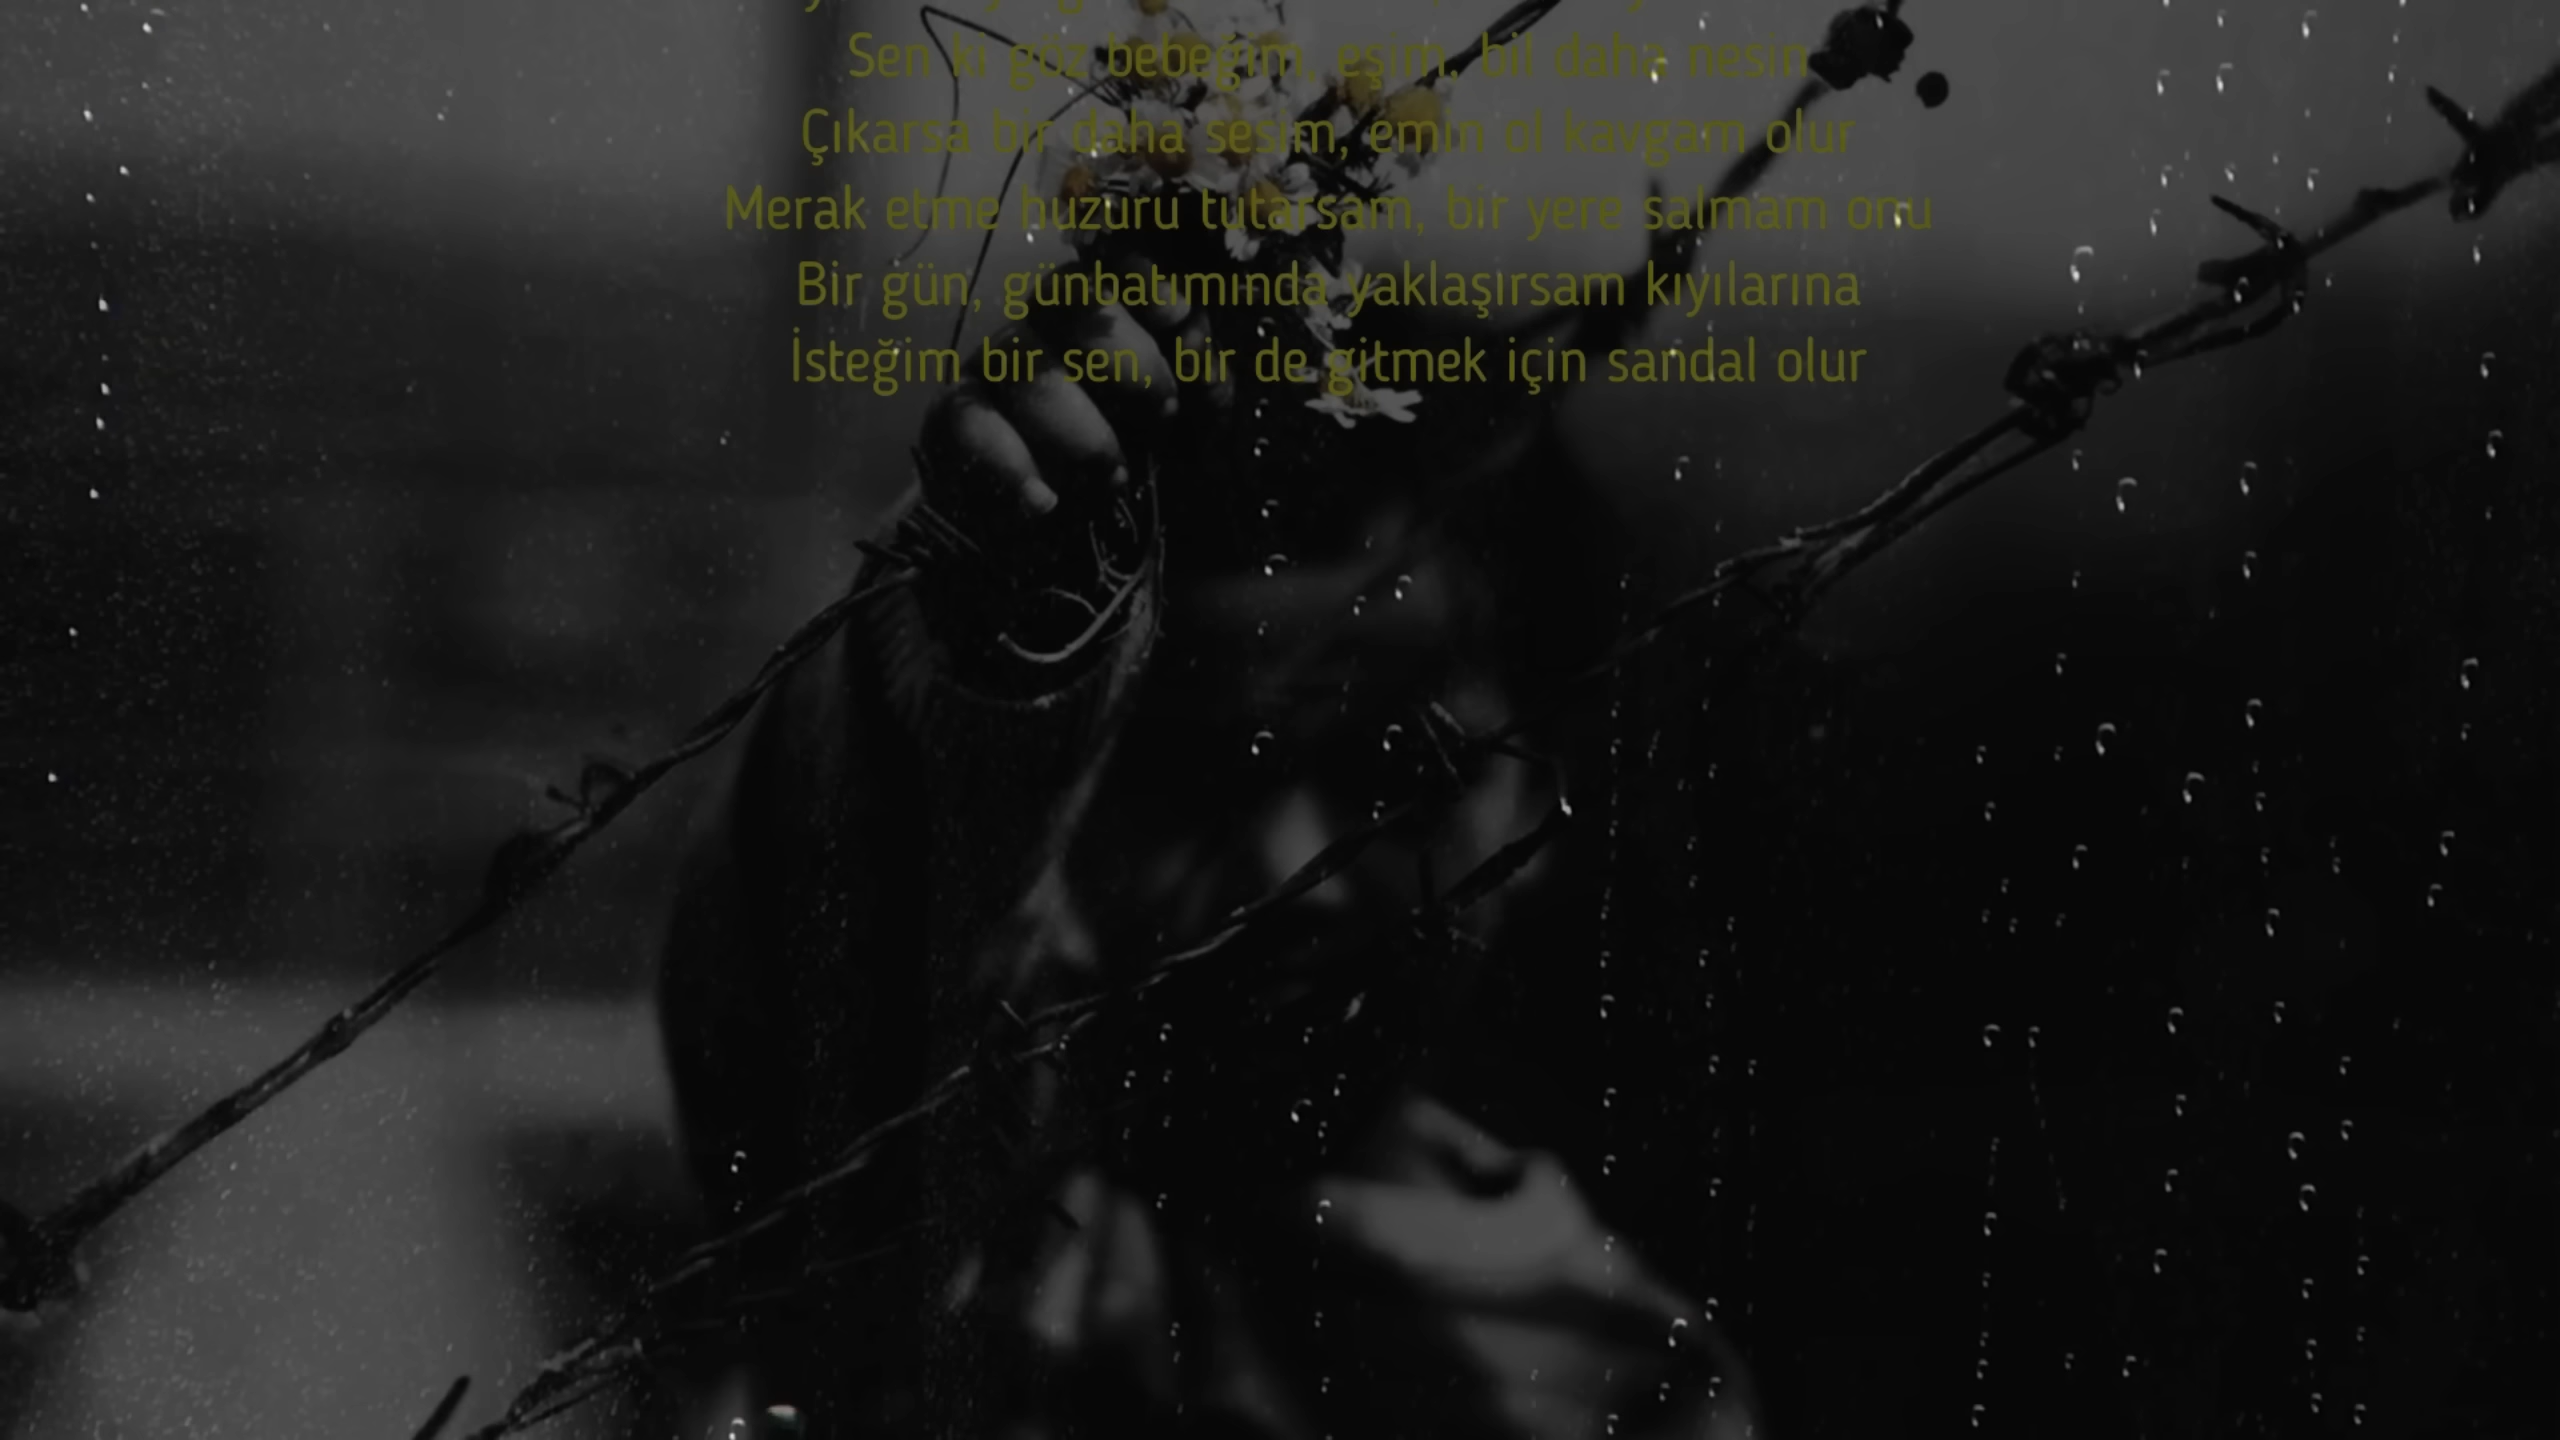 Sen ki göz bebeğim, eşim, bil daha nesin
Çıkarsa bir daha sesim, emin ol kavgam olur
Merak etme huzuru tutarsam, bir yere salmam onu
Bir gün, günbatımında yaklaşırsam kıyılarına
İsteğim bir sen, bir de gitmek için sandal olur